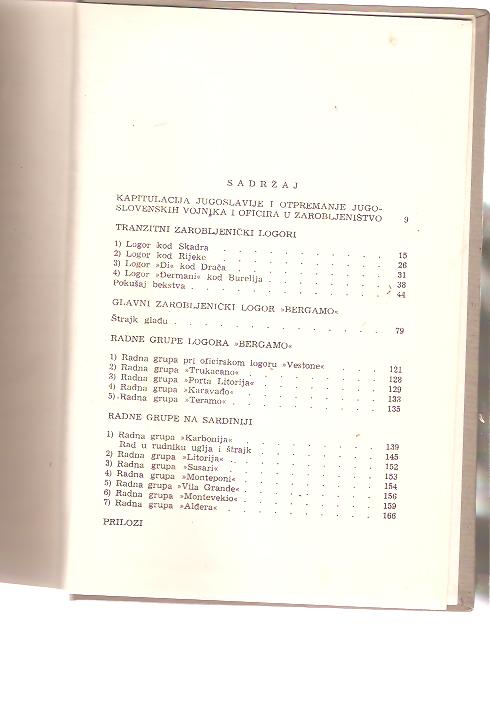 SADRŽAJ
KAPITULACIJA JUGOSLAVIJE I OTPREMANJE JUGO-
SLOVENSKIH VOJNIKA I OFICIRA U ZAROBLJENIŠTVO 9
TRANZITNI ZAROBLJENIČKI LOGORI
1) Logor kod Skadra . . . . . . . . . . 15
2) Logor kod Rijeke . . . . . . . . . . 26
3) Logor »Di« kod Drača . . . . . . . . . 31
4) Logor »Dermani« kod Burelija . . . . . . . 38
Pokušaj bekstva . . . . . . . . . . . 44
GLAVNI ZAROBLJENIČKI LOGOR »BERGAMO«
Štrajk glađu . . . . . . . . . . . . 79
RADNE GRUPE LOGORA »BERGAMO«
1) Radna grupa pri oficirskom logoru »Vestone« . . . 121
2) Radna grupa »Trukacano« . . . . . . . . 128
3) Radna grupa »Porta Litorija« . . . . . . . 129
4) Radna grupa »Karavađo« . . . . . . . . 133
5) Radna grupa »Teramo« . . . . . . . . . 135
RADNE GRUPE NA SARDINIJI
1) Radna grupa »Karbonija« . . . . . . . . 139
Rad u rudniku uglja i štrajk . . . . . . . 145
2) Radna grupa »Litorija« . . . . . . . . . 152
3) Radna grupa »Sasari« . . . . . . . . . 153
4) Radna grupa »Monteponi« . . . . . . . . 154
5) Radna grupa »Vila Grande« . . . . . . . . 156
6) Radna grupa »Montevekio« . . . . . . . . 159
7) Radna grupa »Alđera« . . . . . . . . . 166
PRILOZI